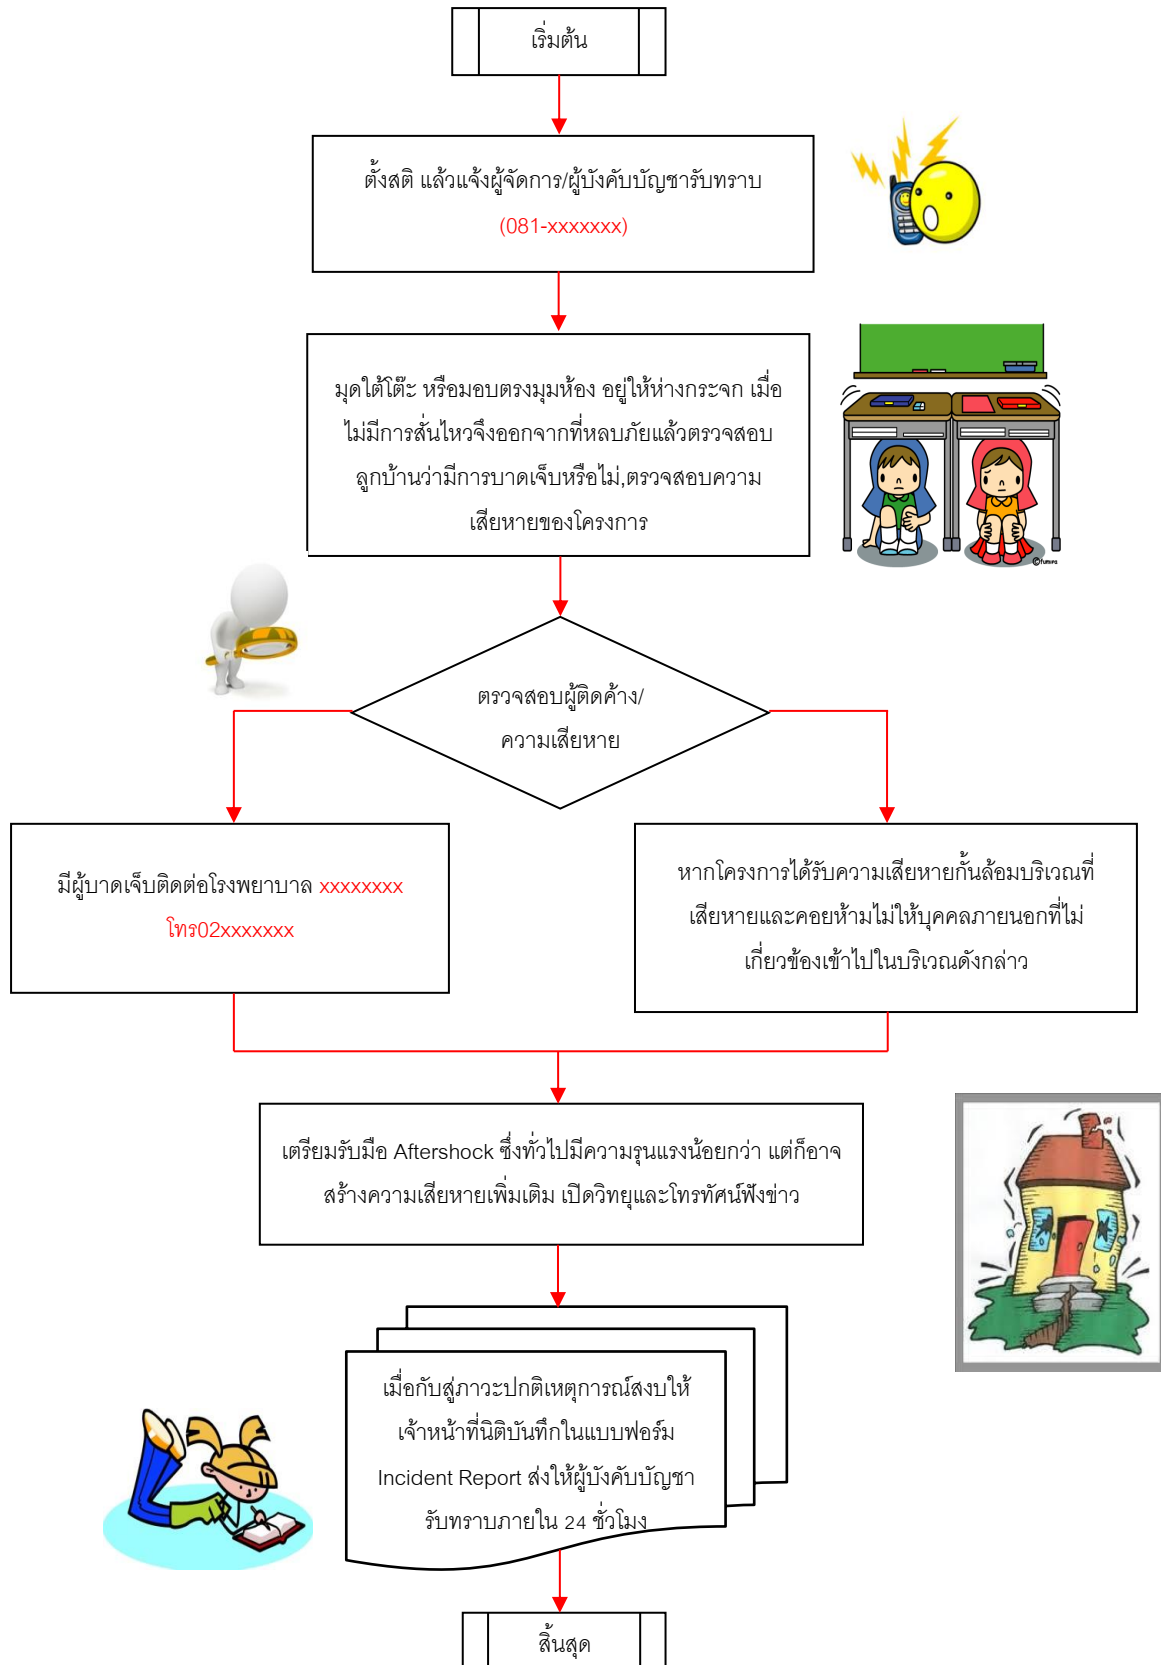 เริ่มต้น
ตั้งสติ แล้วแจ้งผู้จัดการ/ผู้บังคับบัญชารับทราบ
(081-xxxxxxx)
มุดใต้โต๊ะ หรือมอบตรงมุมห้อง อยู่ให้ห่างกระจก เมื่อ
ไม่มีการสั่นไหวจึงออกจากที่หลบภัยแล้วตรวจสอบ
ลูกบ้านว่ามีการบาดเจ็บหรือไม่,ตรวจสอบความ
เสียหายของโครงการ
©fumira
ตรวจสอบผู้ติดค้าง/
ความเสียหาย
มีผู้บาดเจ็บติดต่อโรงพยาบาล xxxxxxxx
โทร02xxxxxxx
หากโครงการได้รับความเสียหายกั้นล้อมบริเวณที่
เสียหายและคอยห้ามไม่ให้บุคคลภายนอกที่ไม่
เกี่ยวข้องเข้าไปในบริเวณดังกล่าว
เตรียมรับมือ Aftershock ซึ่งทั่วไปมีความรุนแรงน้อยกว่า แต่ก็อาจ
สร้างความเสียหายเพิ่มเติม เปิดวิทยุและโทรทัศน์ฟังข่าว
เมื่อกับสู่ภาวะปกติเหตุการณ์สงบให้
เจ้าหน้าที่นิติบันทึกในแบบฟอร์ม
Incident Report ส่งให้ผู้บังคับบัญชา
รับทราบภายใน 24 ชั่วโมง
สิ้นสุด